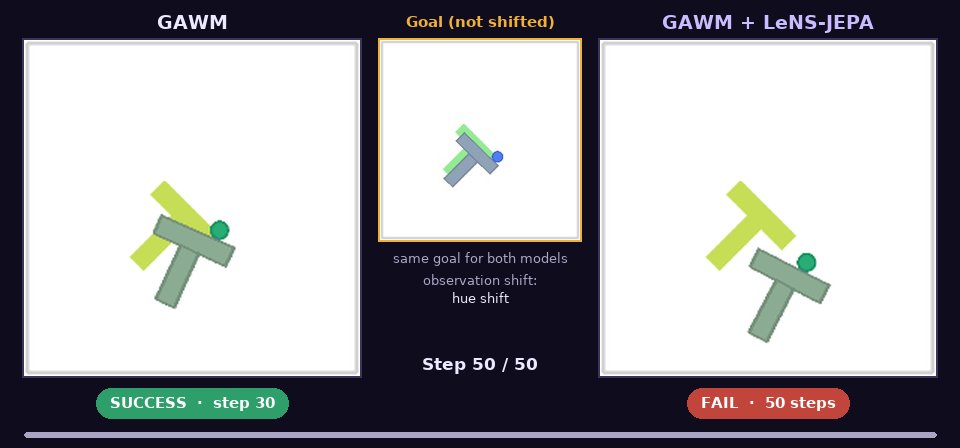 GAWM
Goal (not shifted)
GAWM + LeNS-JEPA
same goal for both models
observation shift:
hue shift
Step 50 / 50
SUCCESS · step 30
FAIL · 50 steps